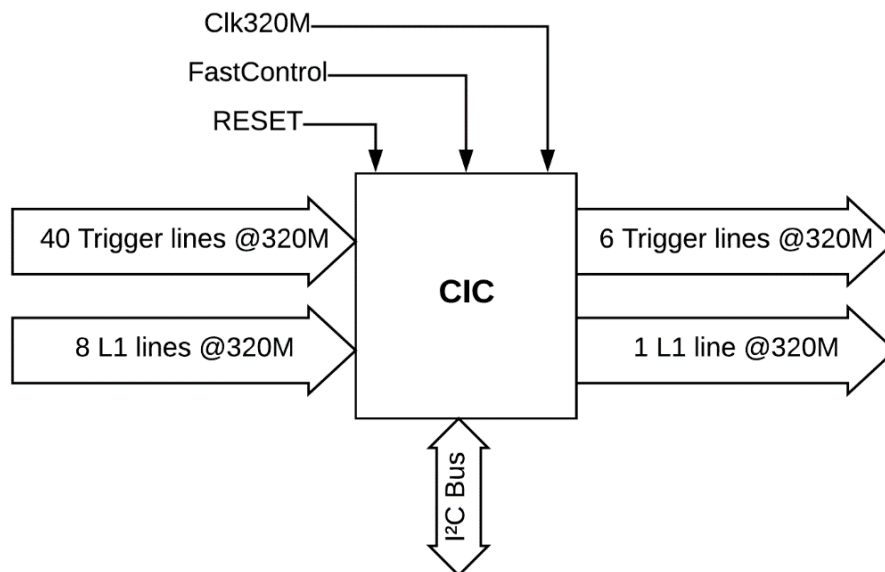 Clk320M
FastControl
RESET
40 Trigger lines @320M
6 Trigger lines @320M
CIC
8 L1 lines @320M
1 L1 line @320M
I²C Bus